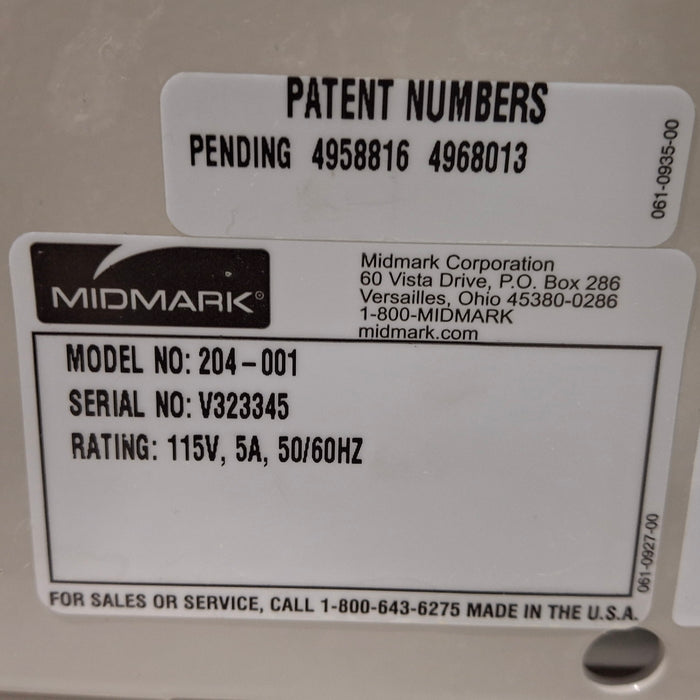 PATENT NUMBERS
PENDING 4958816 4968013
061-0935-00
MIDMARK®
Midmark Corporation
60 Vista Drive, P.O. Box 286
Versailles, Ohio 45380-0286
1-800-MIDMARK
midmark.com
MODEL NO: 204-001
SERIAL NO: V323345
RATING: 115V, 5A, 50/60HZ
061-0927-00
FOR SALES OR SERVICE, CALL 1-800-643-6275 MADE IN THE U.S.A.